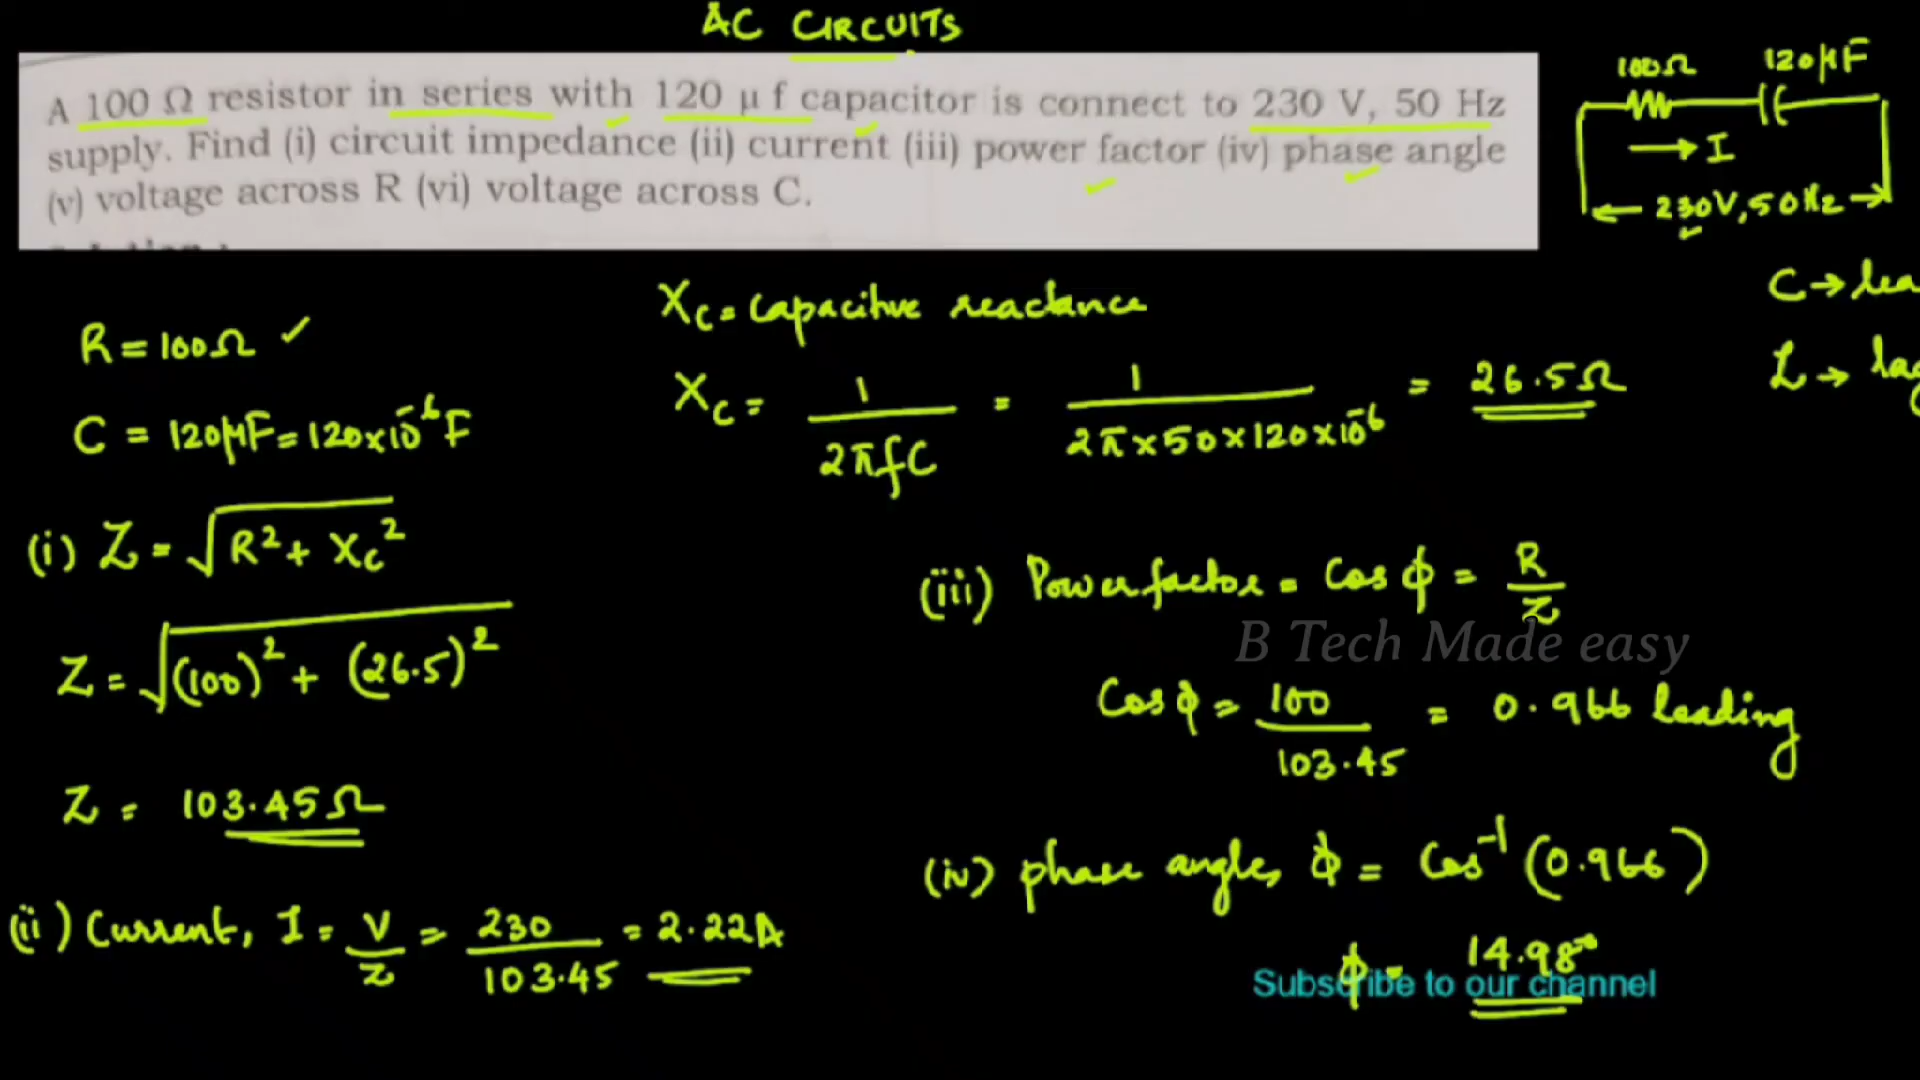 AC CIRCUITS
A 100 Ω resistor in series with 120 μ f capacitor is connect to 230 V, 50 Hz
supply. Find (i) circuit impedance (ii) current (iii) power factor (iv) phase angle
(v) voltage across R (vi) voltage across C.
100Ω 120μF
→ I
← 230V, 50Hz →
C → lea
L → lag
R = 100Ω ✓
C = 120μF = 120x10⁻⁶F
Xc = capacitive reactance
Xc = 1/2πfC = 1/2π x 50 x 120 x 10⁻⁶ = 26.5Ω
(i) Z = √R² + Xc²
Z = √(100)² + (26.5)²
Z = 103.45Ω
(ii) Current, I = V/Z = 230/103.45 = 2.22A
(iii) Power factor = Cos ϕ = R/Z
B Tech Made easy
Cos ϕ = 100/103.45 = 0.966 leading
(iv) phase angle, ϕ = Cos⁻¹ (0.966)
ϕ = 14.98°
Subscribe to our channel